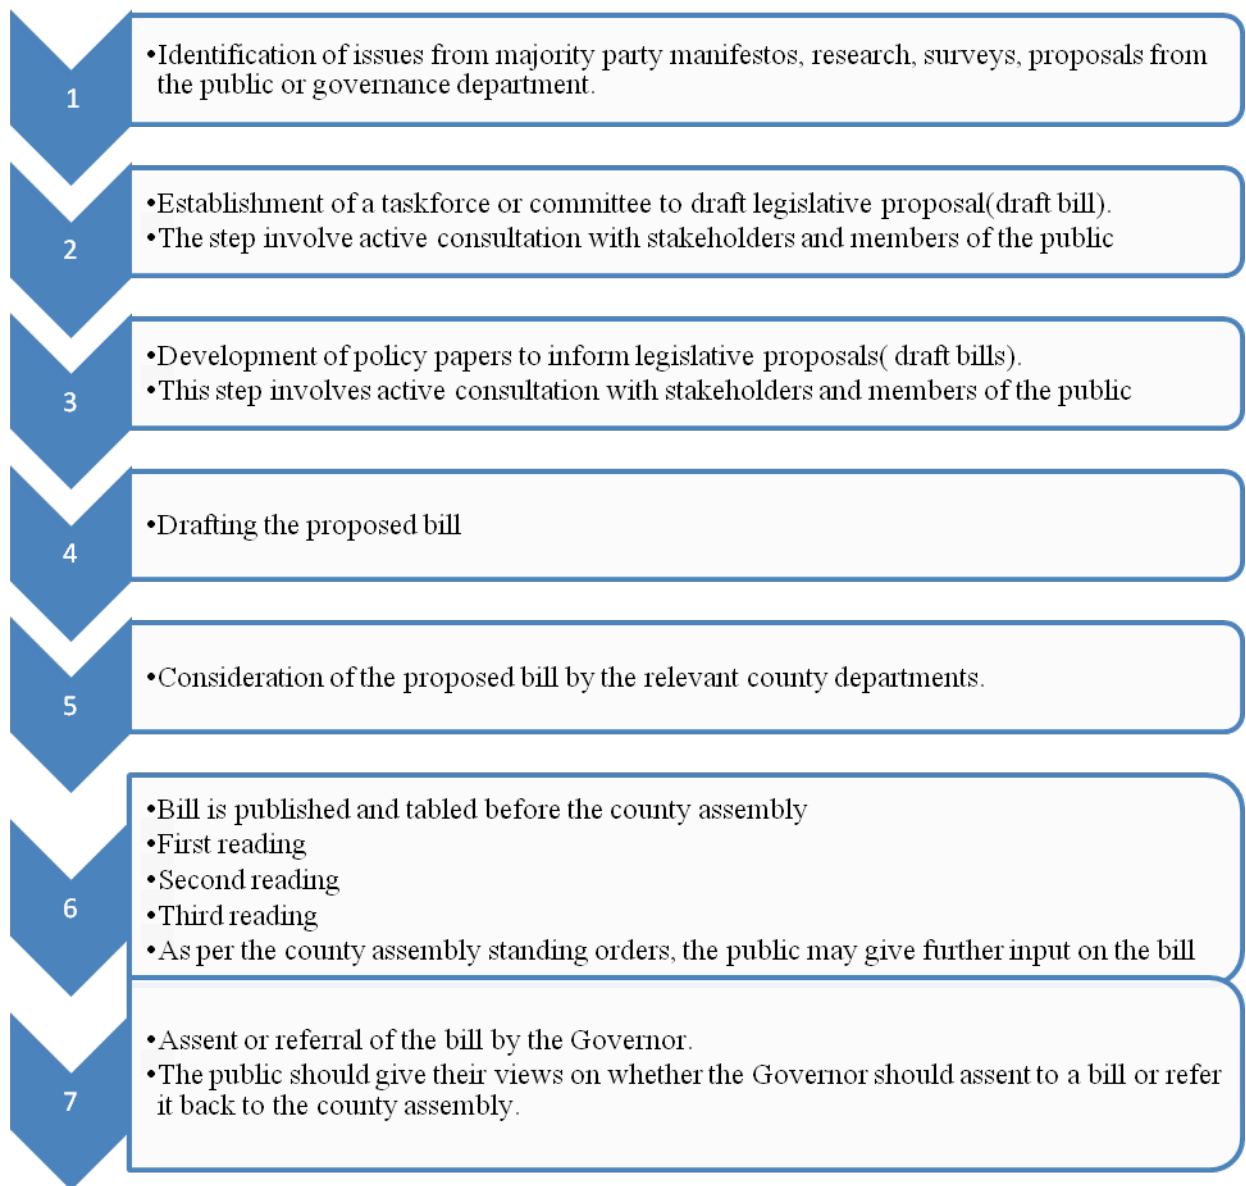 1
•Identification of issues from majority party manifestos, research, surveys, proposals from
the public or governance department.
2
•Establishment of a taskforce or committee to draft legislative proposal(draft bill).
•The step involve active consultation with stakeholders and members of the public
3
•Development of policy papers to inform legislative proposals( draft bills).
•This step involves active consultation with stakeholders and members of the public
4
•Drafting the proposed bill
5
•Consideration of the proposed bill by the relevant county departments.
6
•Bill is published and tabled before the county assembly
•First reading
•Second reading
•Third reading
•As per the county assembly standing orders, the public may give further input on the bill
7
•Assent or referral of the bill by the Governor.
•The public should give their views on whether the Governor should assent to a bill or refer
it back to the county assembly.